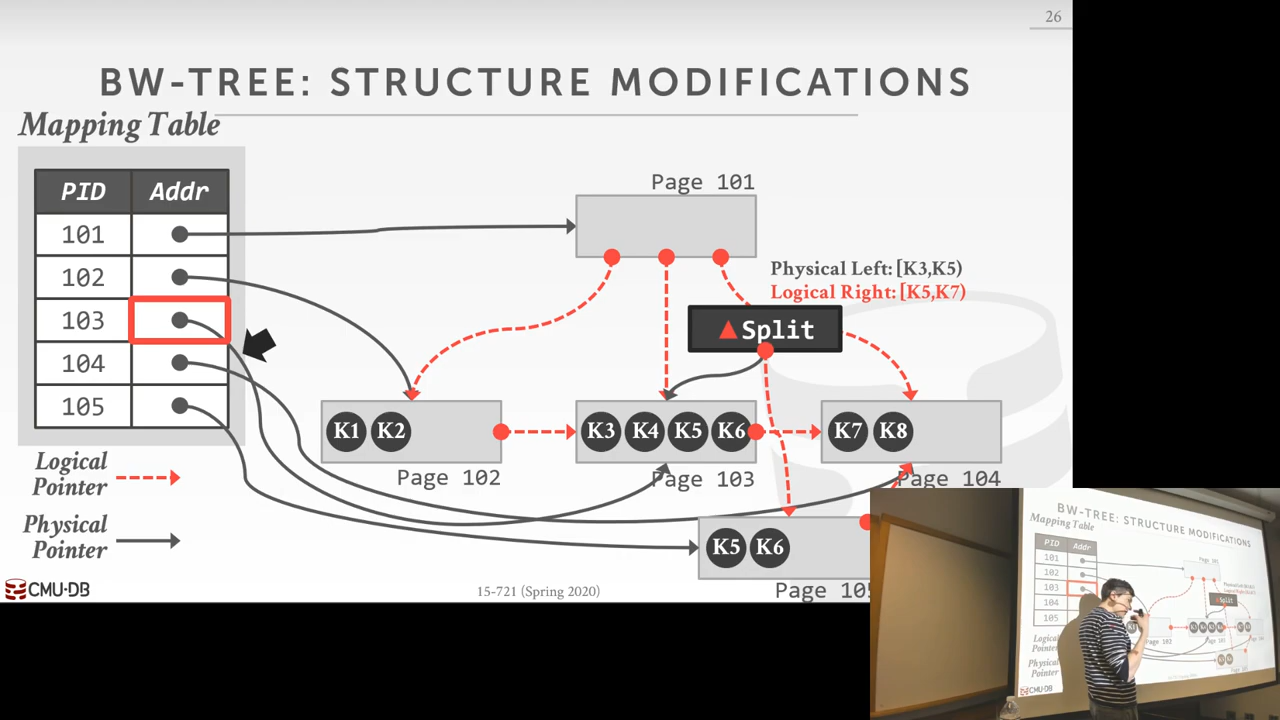 26
BW-TREE: STRUCTURE MODIFICATIONS
Mapping Table
PID Addr
101
102
103
104
105
Logical
Pointer
Physical
Pointer
CMU·DB
Page 101
Physical Left: [K3,K5)
Logical Right: [K5,K7)
▲Split
K1 K2
Page 102
K3 K4 K5 K6
Page 103
K7 K8
Page 104
K5 K6
Page 105
15-721 (Spring 2020)
BW-TREE: STRUCTURE MODIFICATIONS
Mapping Table
PID Addr
101
102
103
104
105
Logical
Pointer
Physical
Pointer
CMU·DB
Split
Page 102